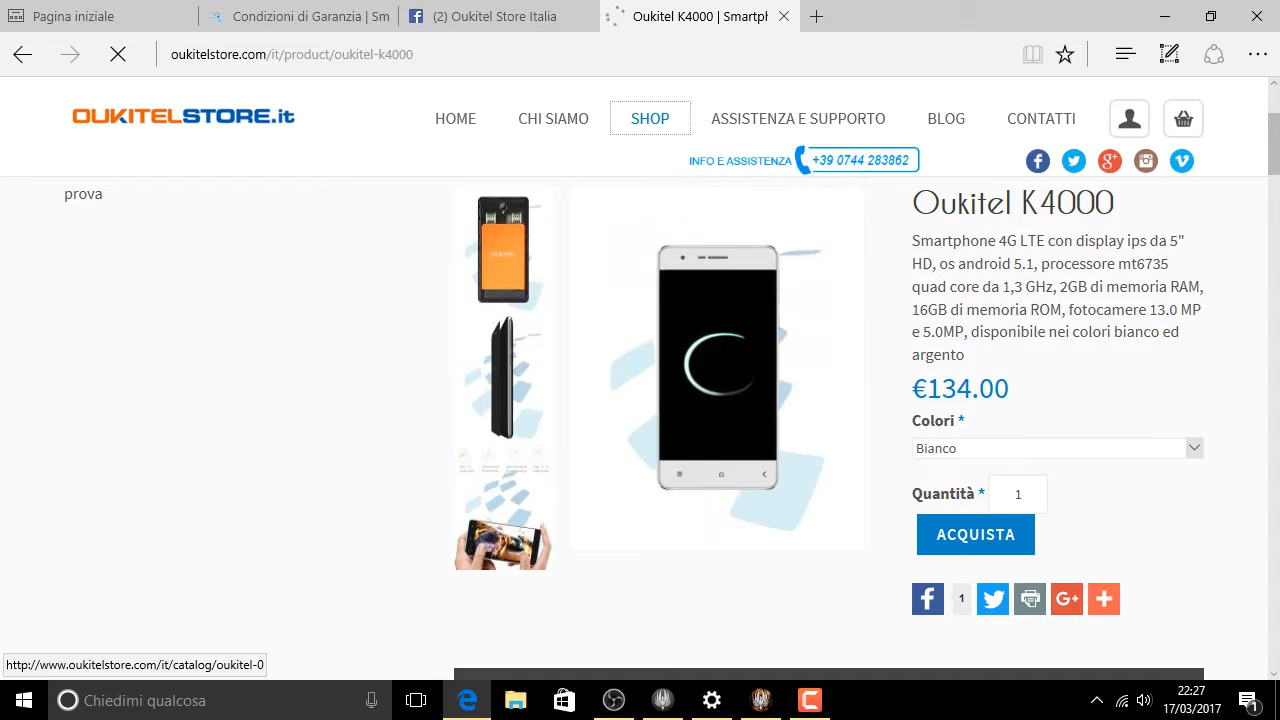 Pagina iniziale
Condizioni di Garanzia | Str
(2) Oukitel Store Italia
Oukitel K4000 | Smartph
oukitelstore.com/it/product/oukitel-k4000
OUKITELSTORE.it
HOME
CHI SIAMO
SHOP
ASSISTENZA E SUPPORTO
BLOG
CONTATTI
INFO E ASSISTENZA
+39 0744 283862
prova
Oukitel K4000
Smartphone 4G LTE con display ips da 5"
HD, os android 5.1, processore mt6735
quad core da 1,3 GHz, 2GB di memoria RAM,
16GB di memoria ROM, fotocamere 13.0 MP
e 5.0MP, disponibile nei colori bianco ed
argento
€134.00
Colori *
Bianco
Quantità *
1
ACQUISTA
1
http://www.oukitelstore.com/it/catalog/oukitel-0
Chiedimi qualcosa
22:27
17/03/2017
1